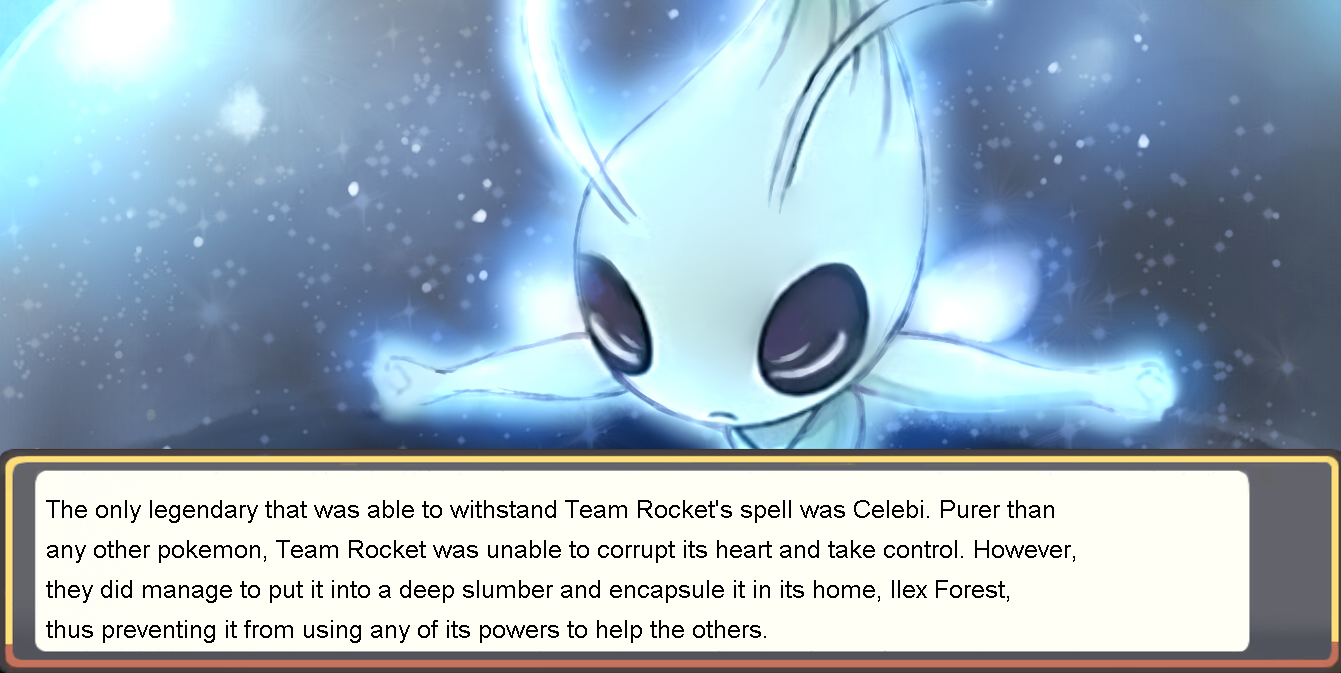 The only legendary that was able to withstand Team Rocket's spell was Celebi. Purer than
any other pokemon, Team Rocket was unable to corrupt its heart and take control. However,
they did manage to put it into a deep slumber and encapsule it in its home, Ilex Forest,
thus preventing it from using any of its powers to help the others.